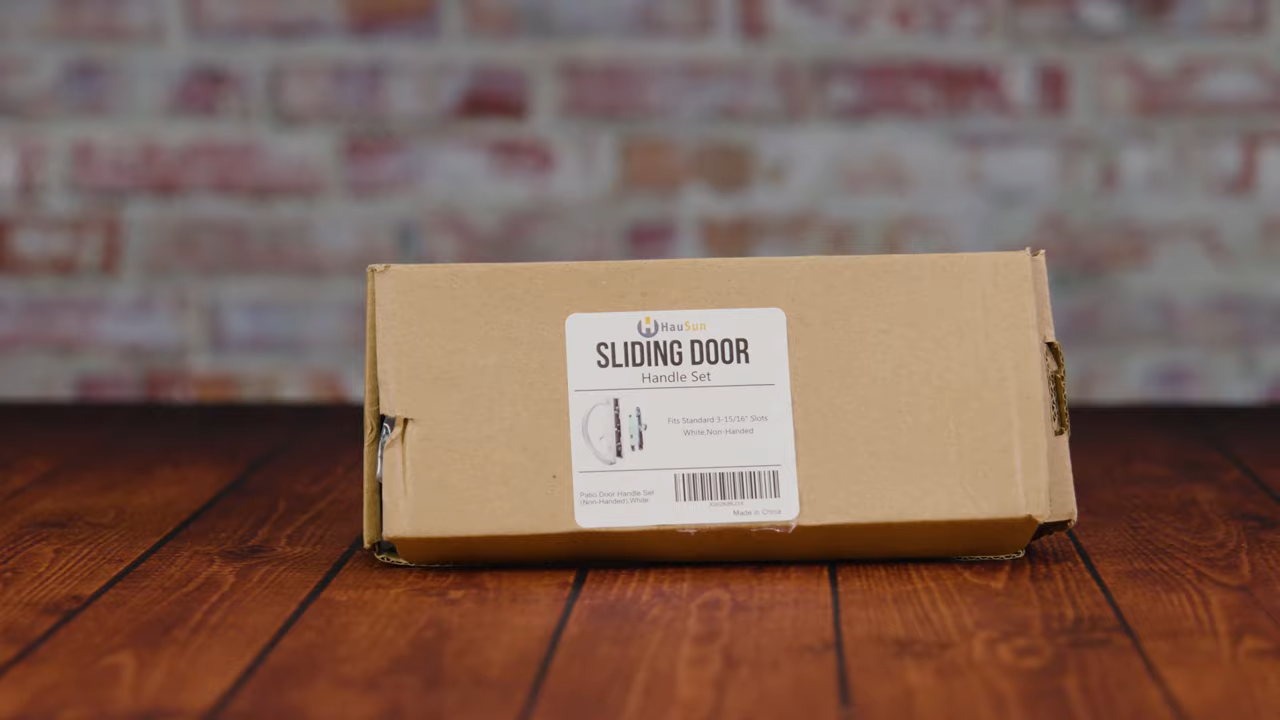 HauSun
SLIDING DOOR
Handle Set
Fits Standard 3-15/16" Slots
White,Non-Handed
Patio Door Handle Set
(Non-Handed),White
Made In China